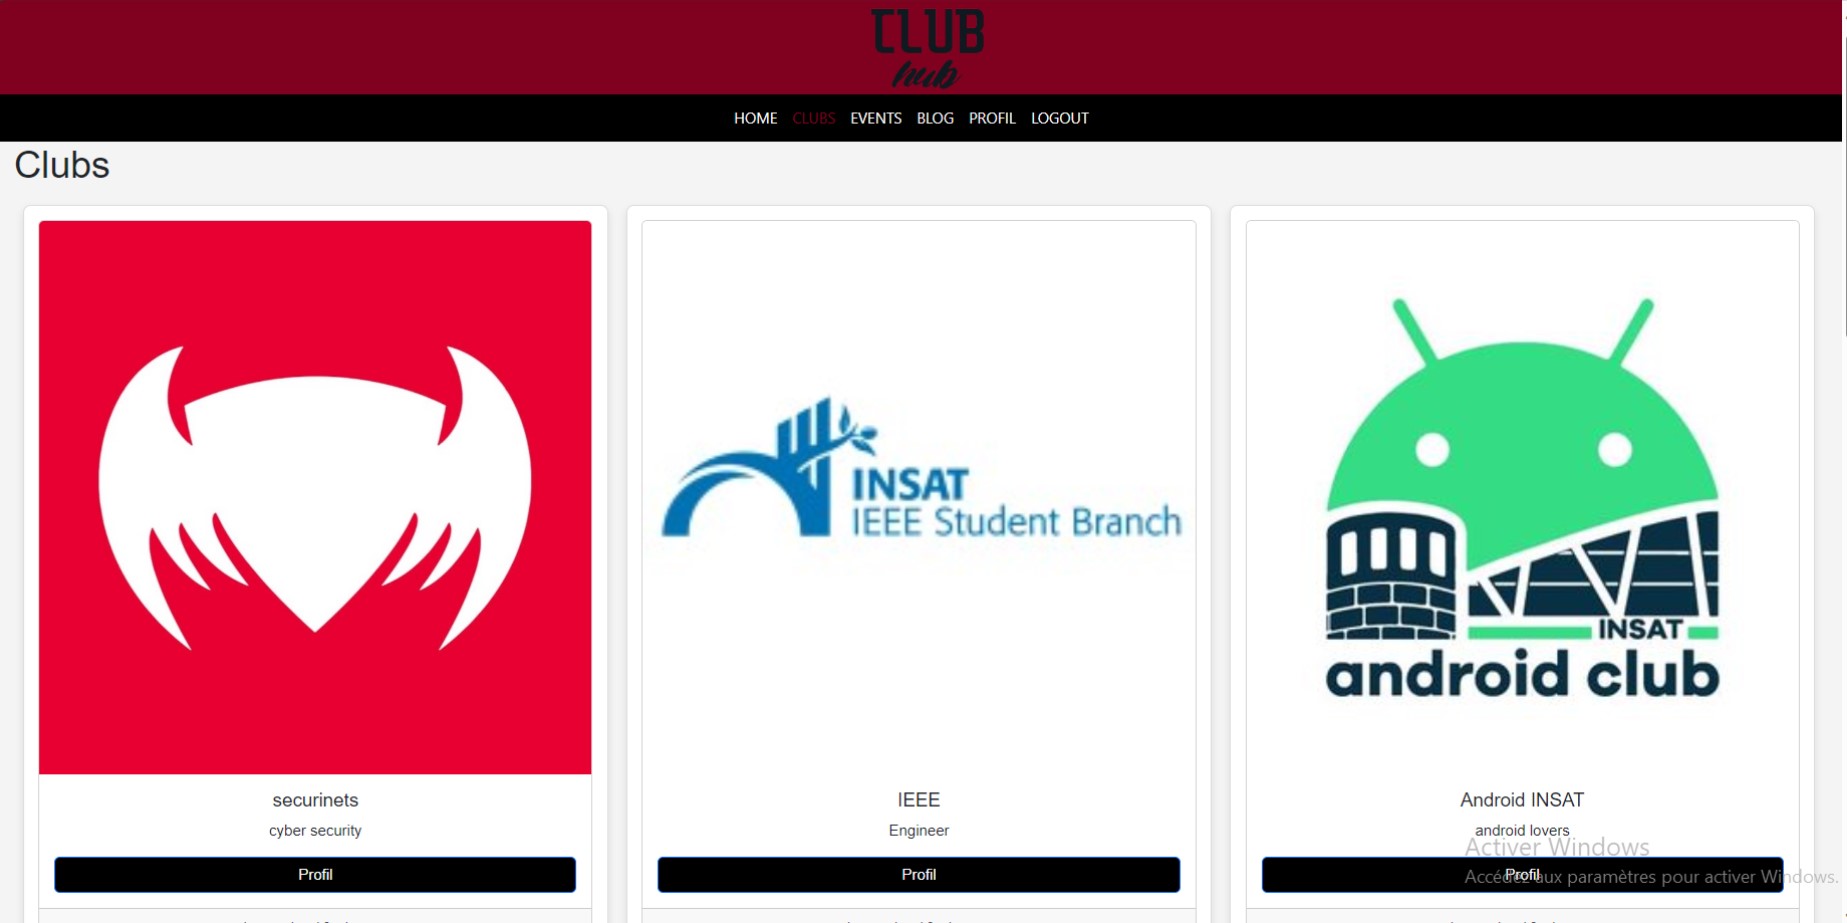 CLUB
hub
HOME CLUBS EVENTS BLOG PROFIL LOGOUT
Clubs
INSAT
IEEE Student Branch
INSAT
android club
securinets
cyber security
Profil
IEEE
Engineer
Profil
Android INSAT
android lovers
Profil
Activer Windows
Accédez aux paramètres pour activer Windows.